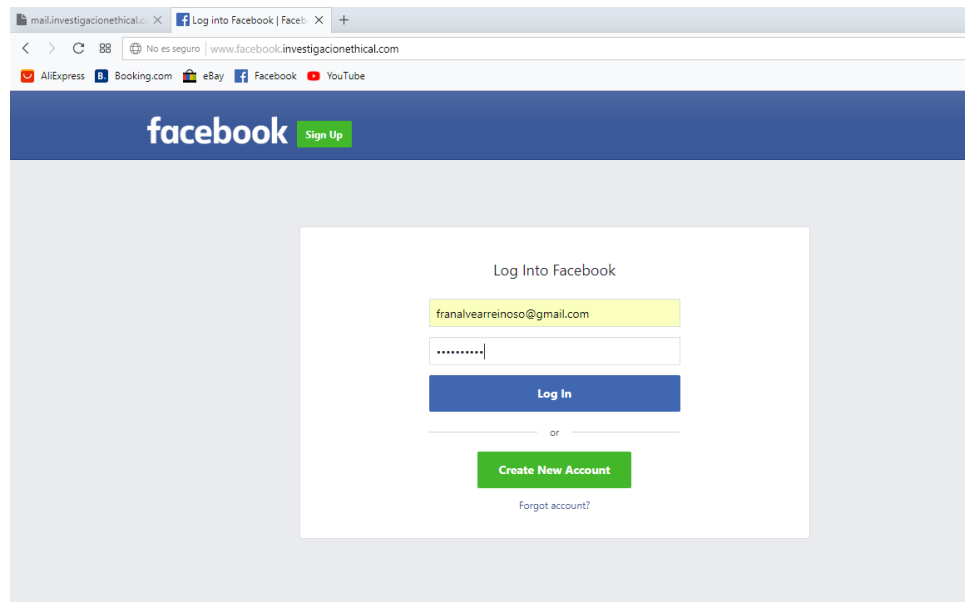 mail.investigacionethical.c
Log into Facebook | Faceb
No es seguro | www.facebook.investigacionethical.com
AliExpress B. Booking.com eBay Facebook YouTube
facebook Sign Up
Log Into Facebook
franalvearreinoso@gmail.com
••••••••••
Log In
or
Create New Account
Forgot account?